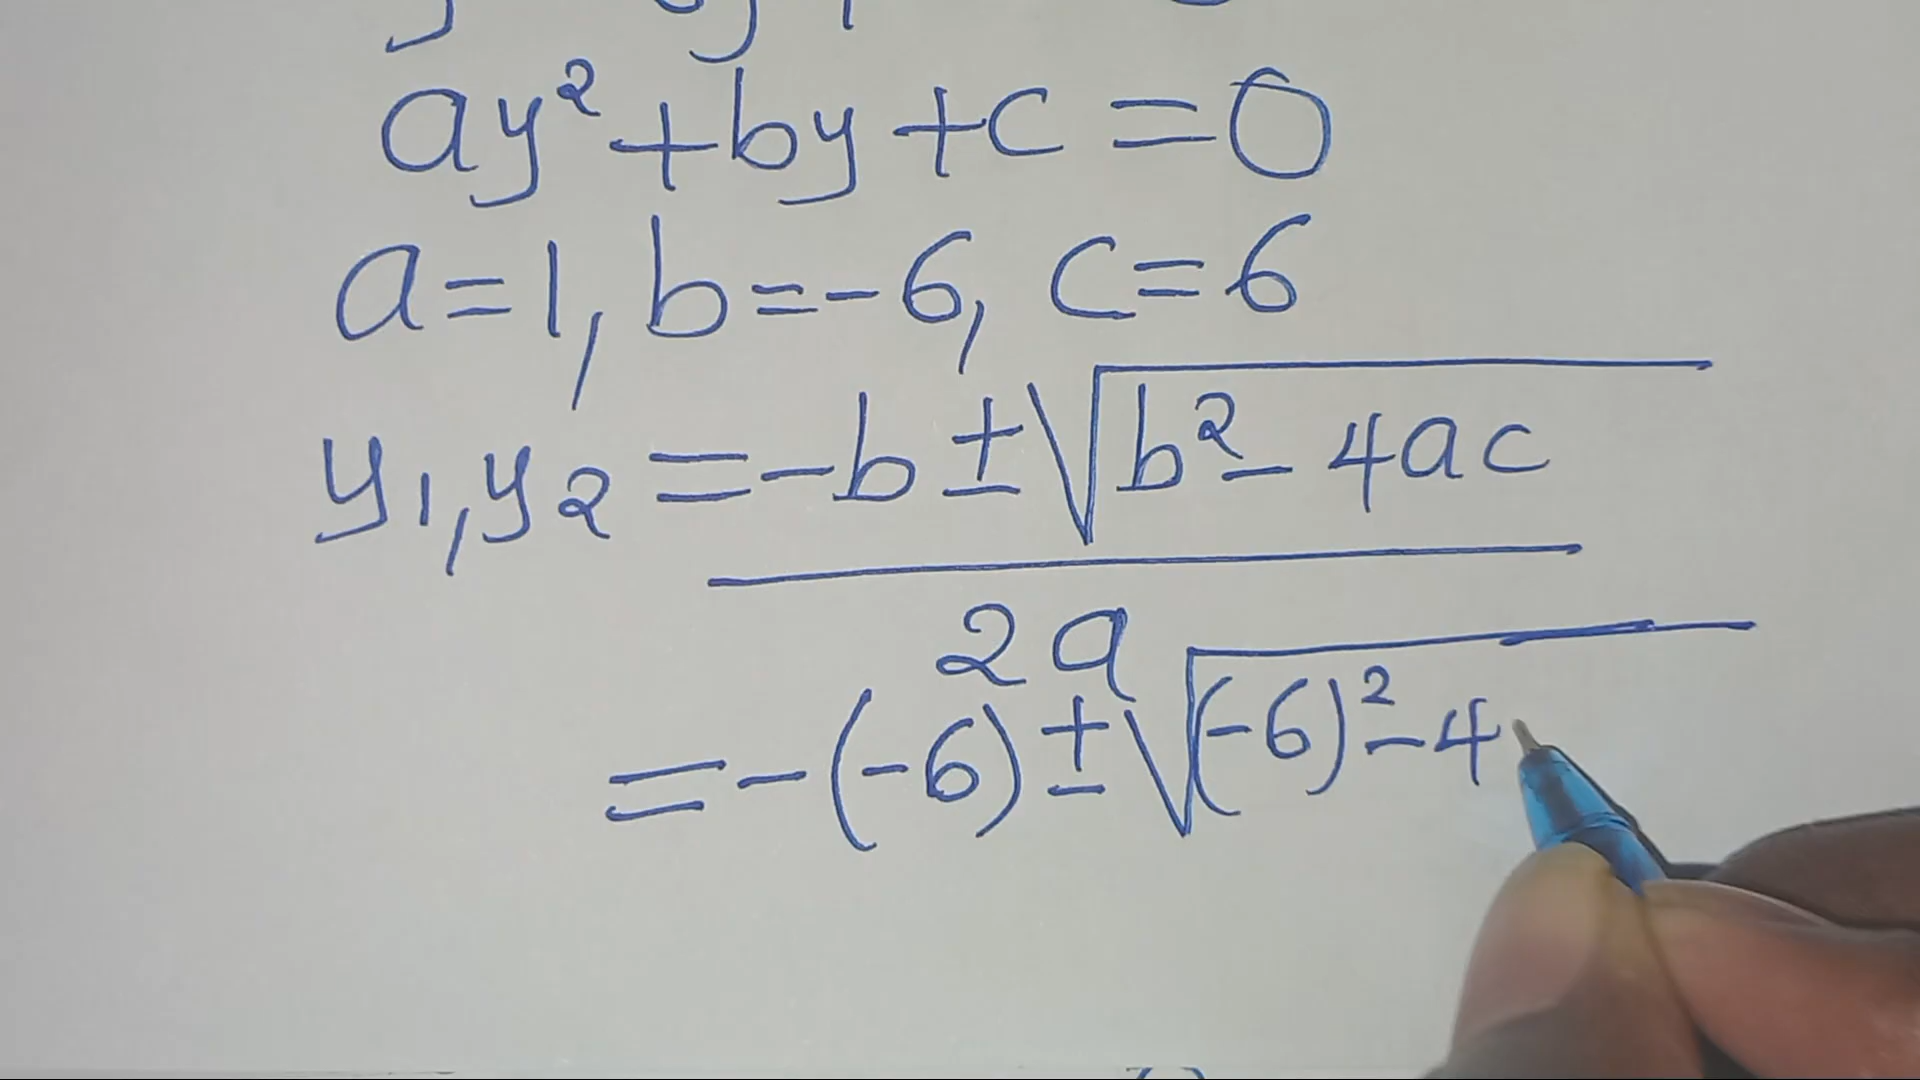 ay² + by + c = 0
a = 1, b = -6, c = 6
y₁, y₂ = -b ± √(b² - 4ac)
2a
= -(-6) ± √((-6)² - 4